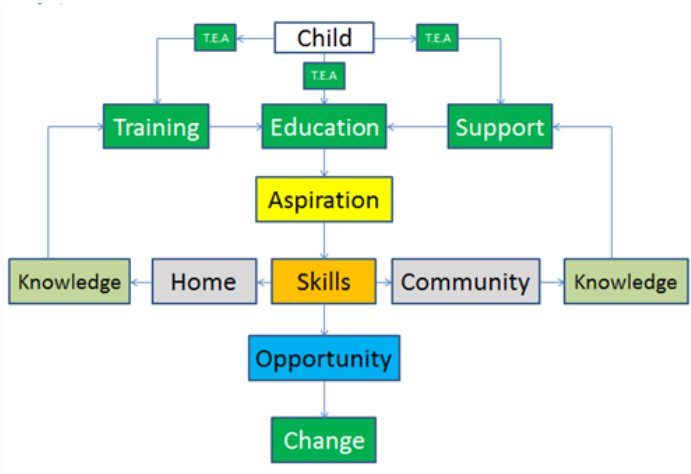 T.E.A
Child
T.E.A
T.E.A
Training
Education
Support
Aspiration
Knowledge
Home
Skills
Community
Knowledge
Opportunity
Change